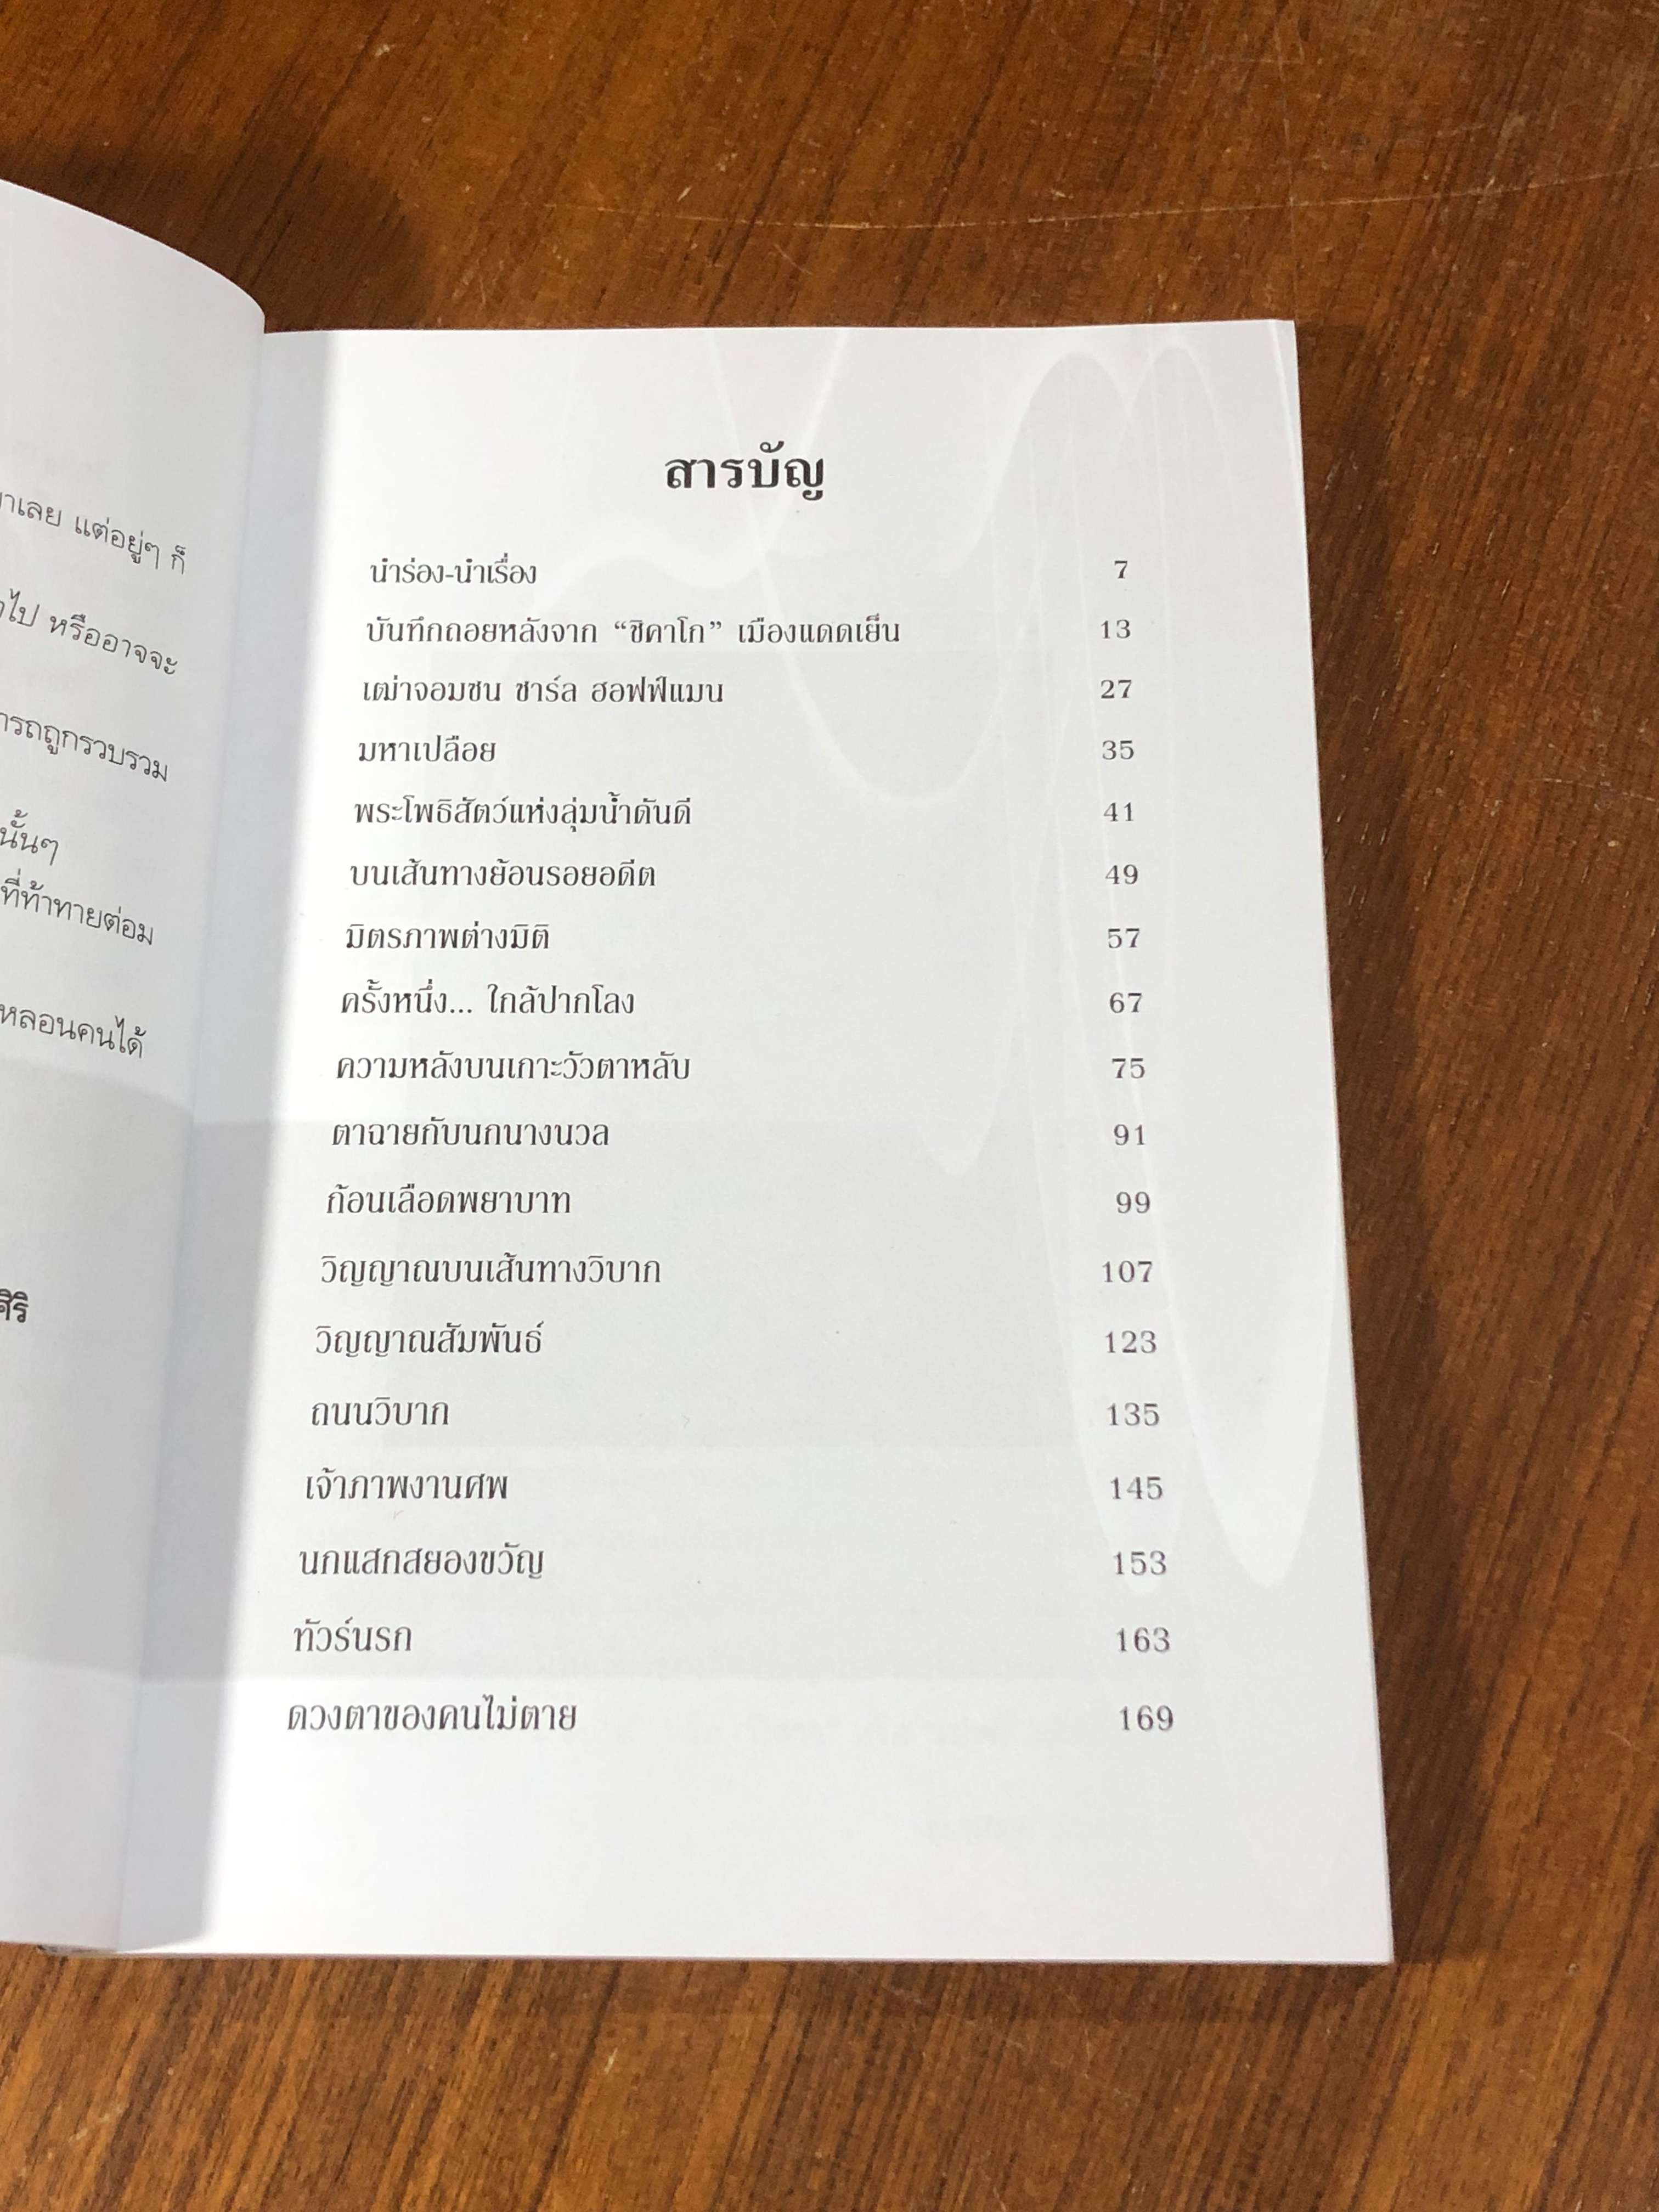 แต่อยู่ๆ ก็
หรืออาจจะ
ถูกรวบรวม
นั้นๆ
ที่ท้าทายต่อม
หลอนคนได้
สารบัญ
นำร่อง-นำเรื่อง 7
บันทึกถอยหลังจาก “ชิคาโก” เมืองแดดเย็น 13
เฒ่าจอมซน ชาร์ล ฮอฟฟ์แมน 27
มหาเปลือย 35
พระโพธิสัตว์แห่งลุ่มน้ำดันดี 41
บนเส้นทางย้อนรอยอดีต 49
มิตรภาพต่างมิติ 57
ครั้งหนึ่ง... ใกล้ปากโลง 67
ความหลังบนเกาะวัวตาหลับ 75
ตาฉายกับนกนางนวล 91
ก้อนเลือดพยาบาท 99
วิญญาณบนเส้นทางวิบาก 107
วิญญาณสัมพันธ์ 123
ถนนวิบาก 135
เจ้าภาพงานศพ 145
นกแสกสยองขวัญ 153
ทัวร์นรก 163
ดวงตาของคนไม่ตาย 169